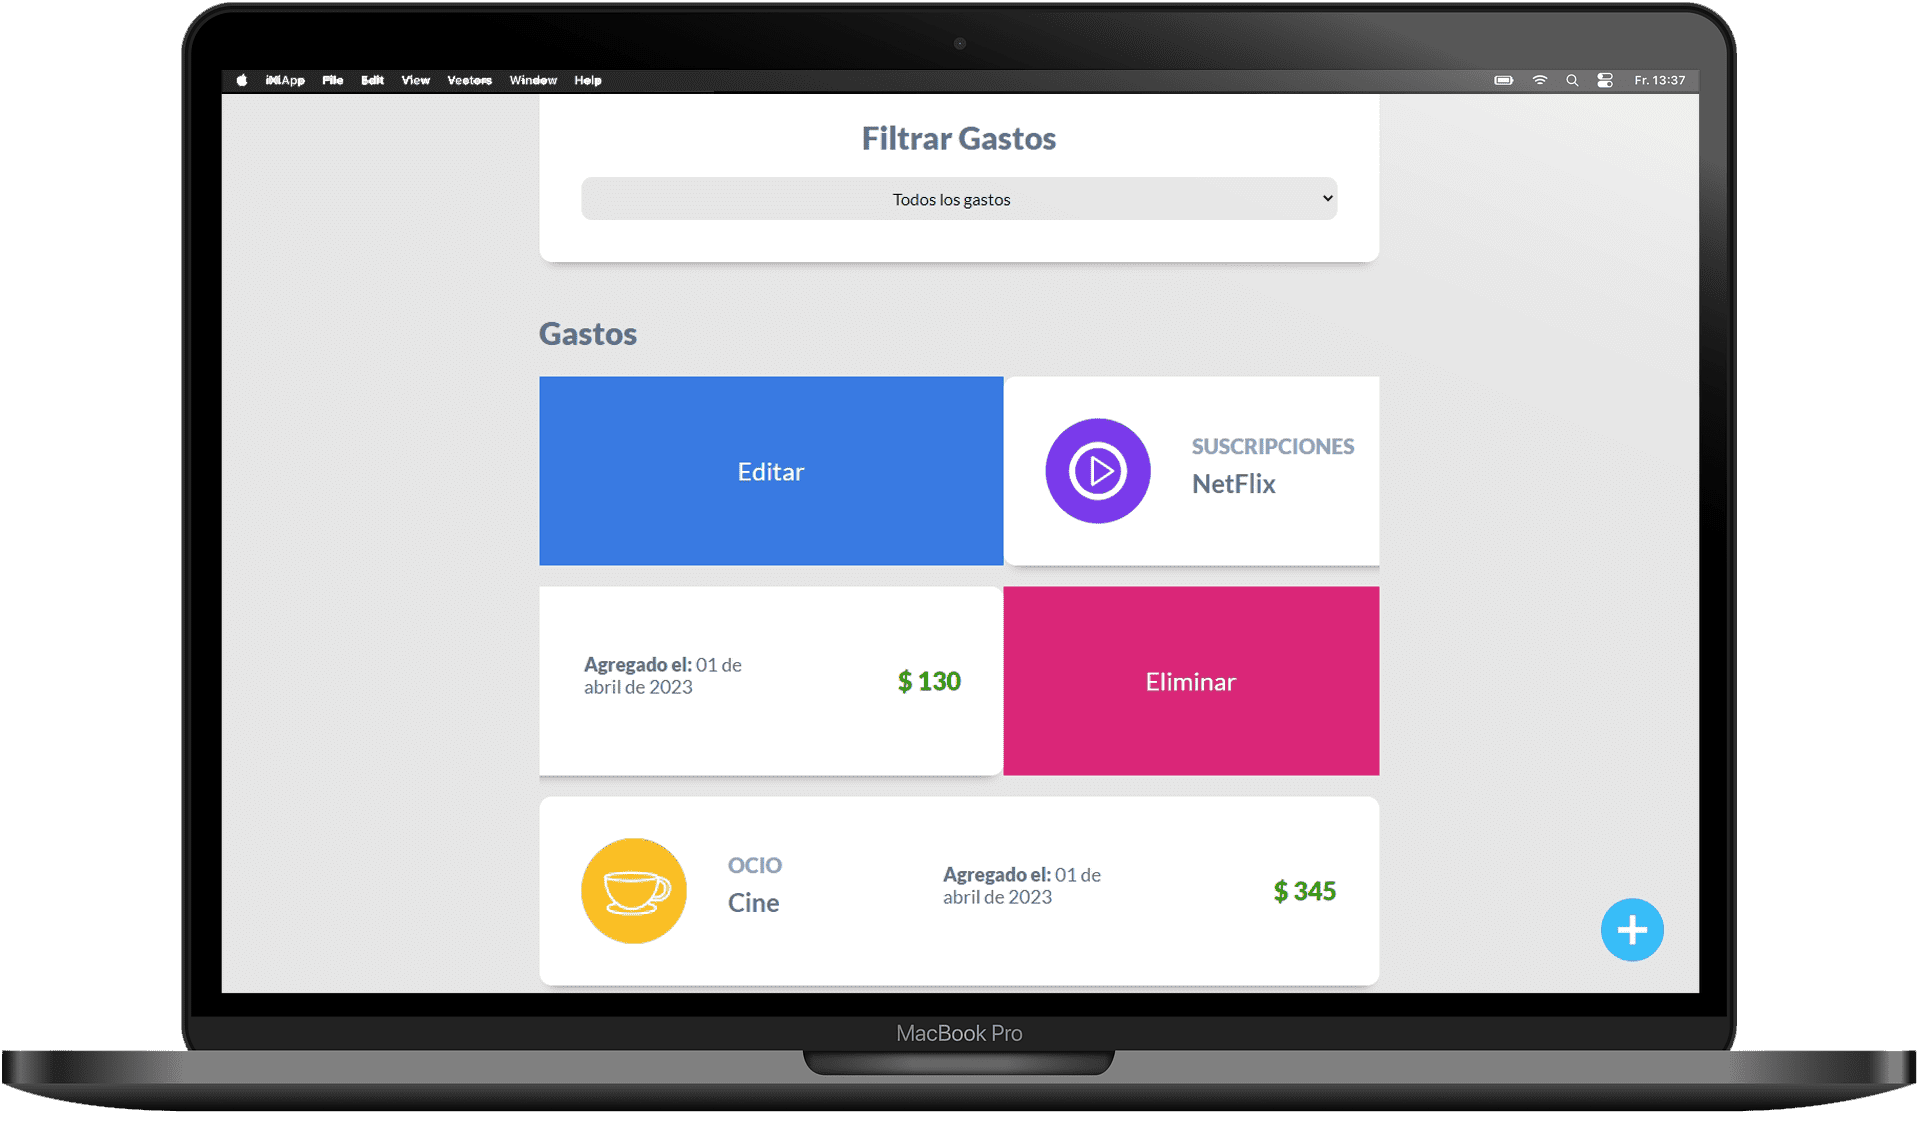 File Edit View Vectors Window Help Fr. 13:37
Filtrar Gastos
Todos los gastos
Gastos
Editar
SUSCRIPCIONES
NetFlix
Agregado el: 01 de
abril de 2023
$ 130
Eliminar
OCIO
Cine
Agregado el: 01 de
abril de 2023
$ 345
MacBook Pro